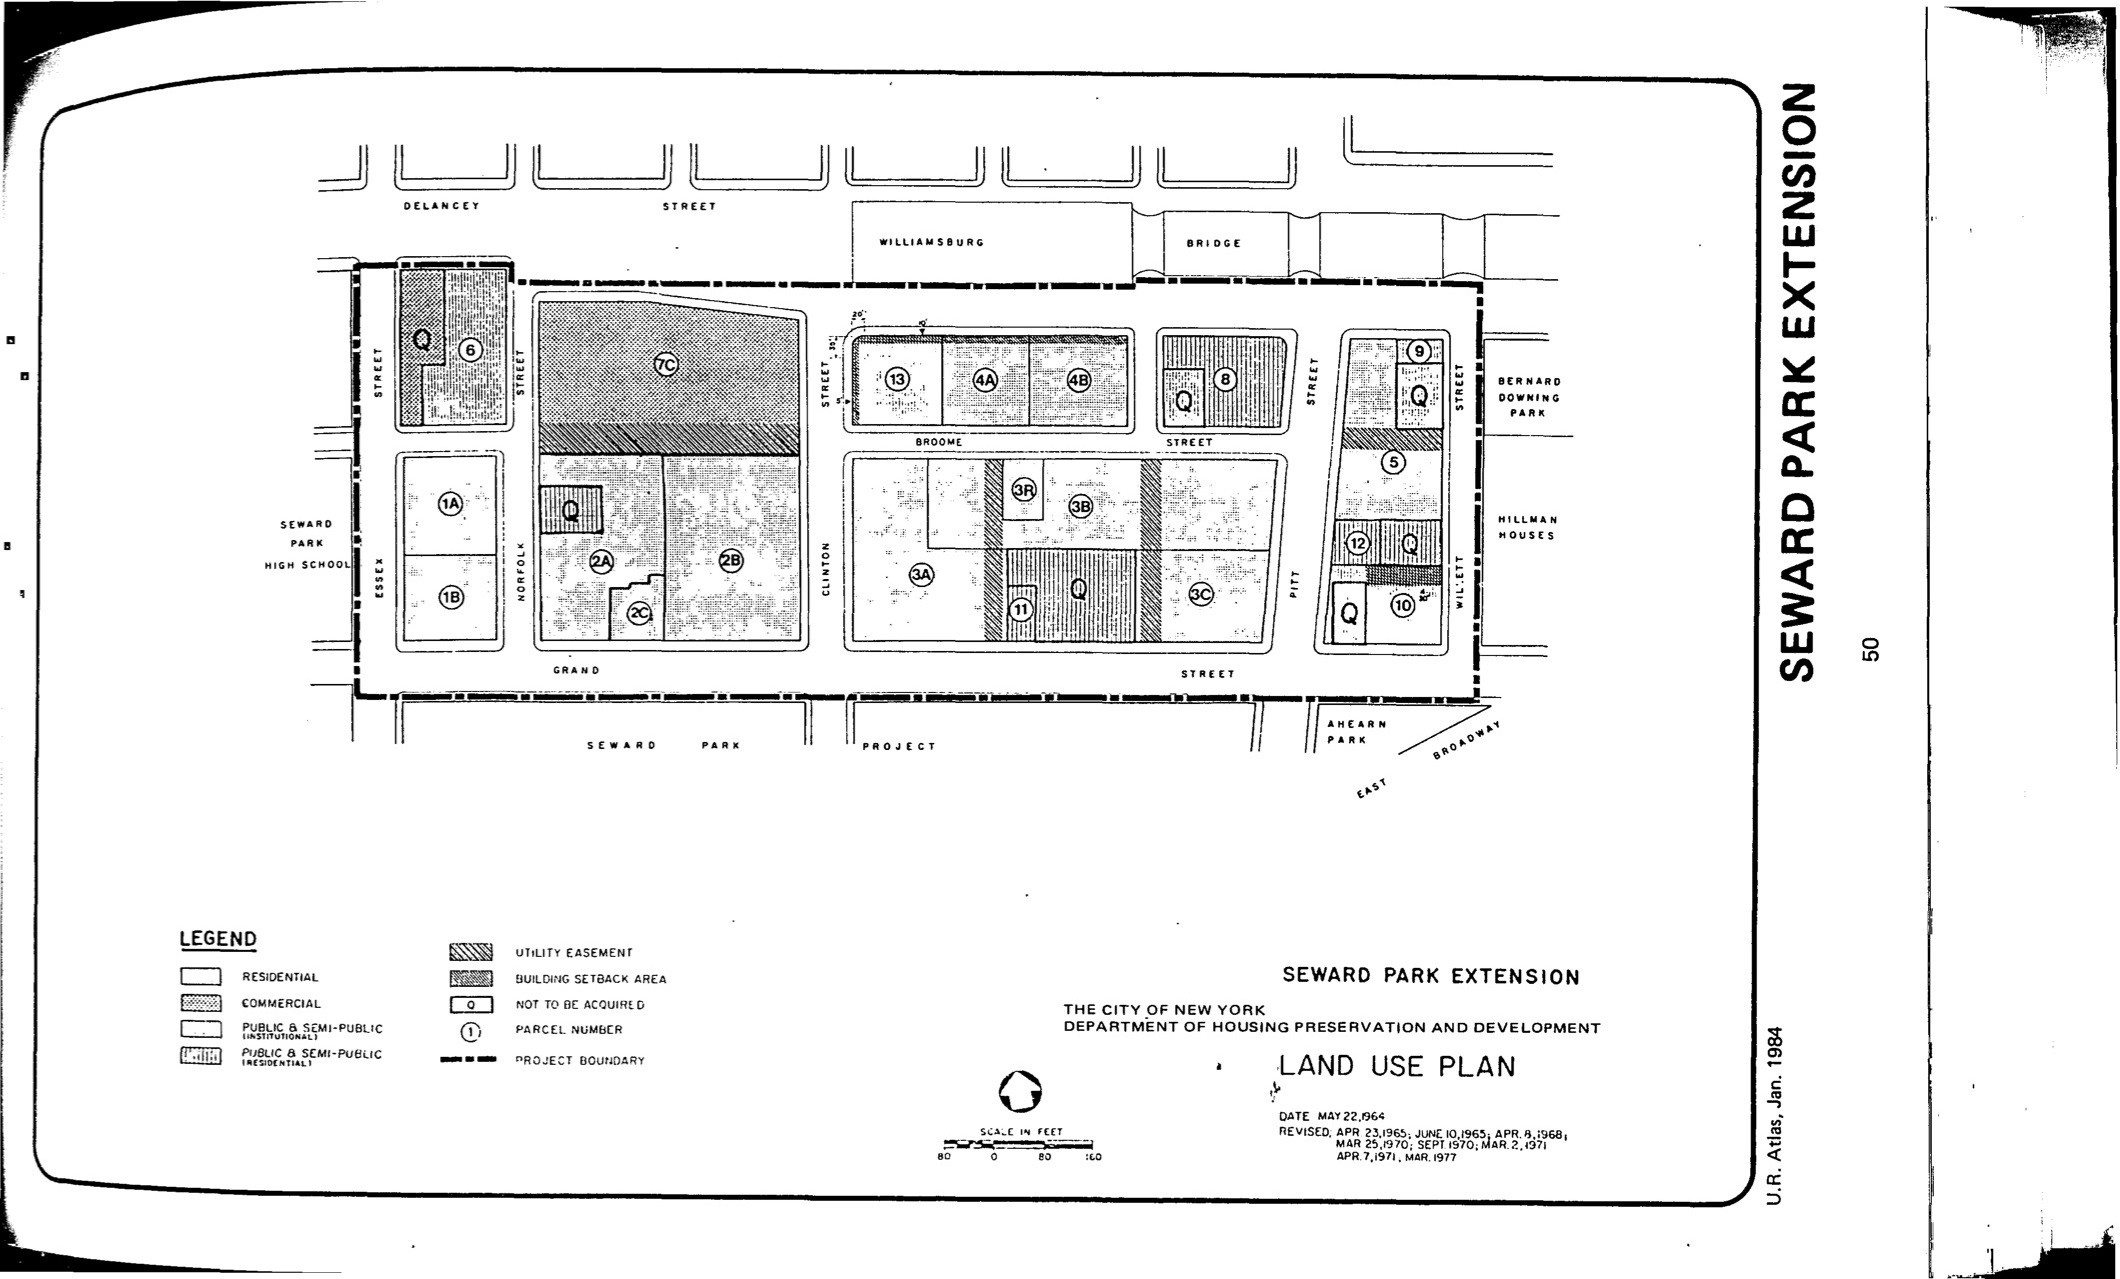 DELANCEY STREET
WILLIAMSBURG BRIDGE
20'
15'
35'
5'
Q
6
7C
13
4A
4B
Q
8
9
Q
STREET
STREET
STREET
STREET
STREET
BERNARD
DOWNING
PARK
BROOME STREET
5
1A
Q
3R
3B
SEWARD
PARK
HIGH SCHOOL
HILLMAN
HOUSES
12
Q
2A
2B
3A
Q
3C
1B
2C
11
Q
10
ESSEX
NORFOLK
CLINTON
PITT
WILLETT
GRAND STREET
SEWARD PARK PROJECT
AHEARN
PARK
EAST BROADWAY
LEGEND
RESIDENTIAL
COMMERCIAL
PUBLIC & SEMI-PUBLIC
(INSTITUTIONAL)
PUBLIC & SEMI-PUBLIC
(RESIDENTIAL)
UTILITY EASEMENT
BUILDING SETBACK AREA
Q NOT TO BE ACQUIRED
1 PARCEL NUMBER
PROJECT BOUNDARY
SEWARD PARK EXTENSION
THE CITY OF NEW YORK
DEPARTMENT OF HOUSING PRESERVATION AND DEVELOPMENT
LAND USE PLAN
DATE MAY 22,1964
REVISED; APR 23,1965; JUNE 10,1965; APR. 8,1968;
MAR 25,1970; SEPT. 1970; MAR. 2, 1971
APR. 7, 1971, MAR. 1977
SCALE IN FEET
80 0 80 160
SEWARD PARK EXTENSION
50
U.R. Atlas, Jan. 1984